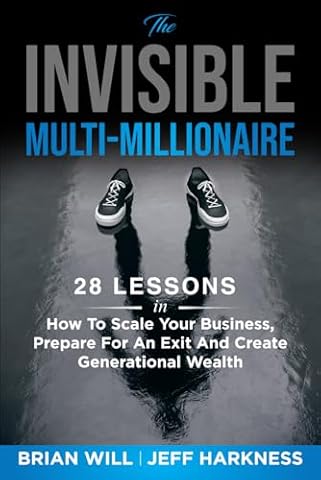 The
INVISIBLE
MULTI-MILLIONAIRE
28 LESSONS
in
How To Scale Your Business,
Prepare For An Exit And Create
Generational Wealth
BRIAN WILL | JEFF HARKNESS